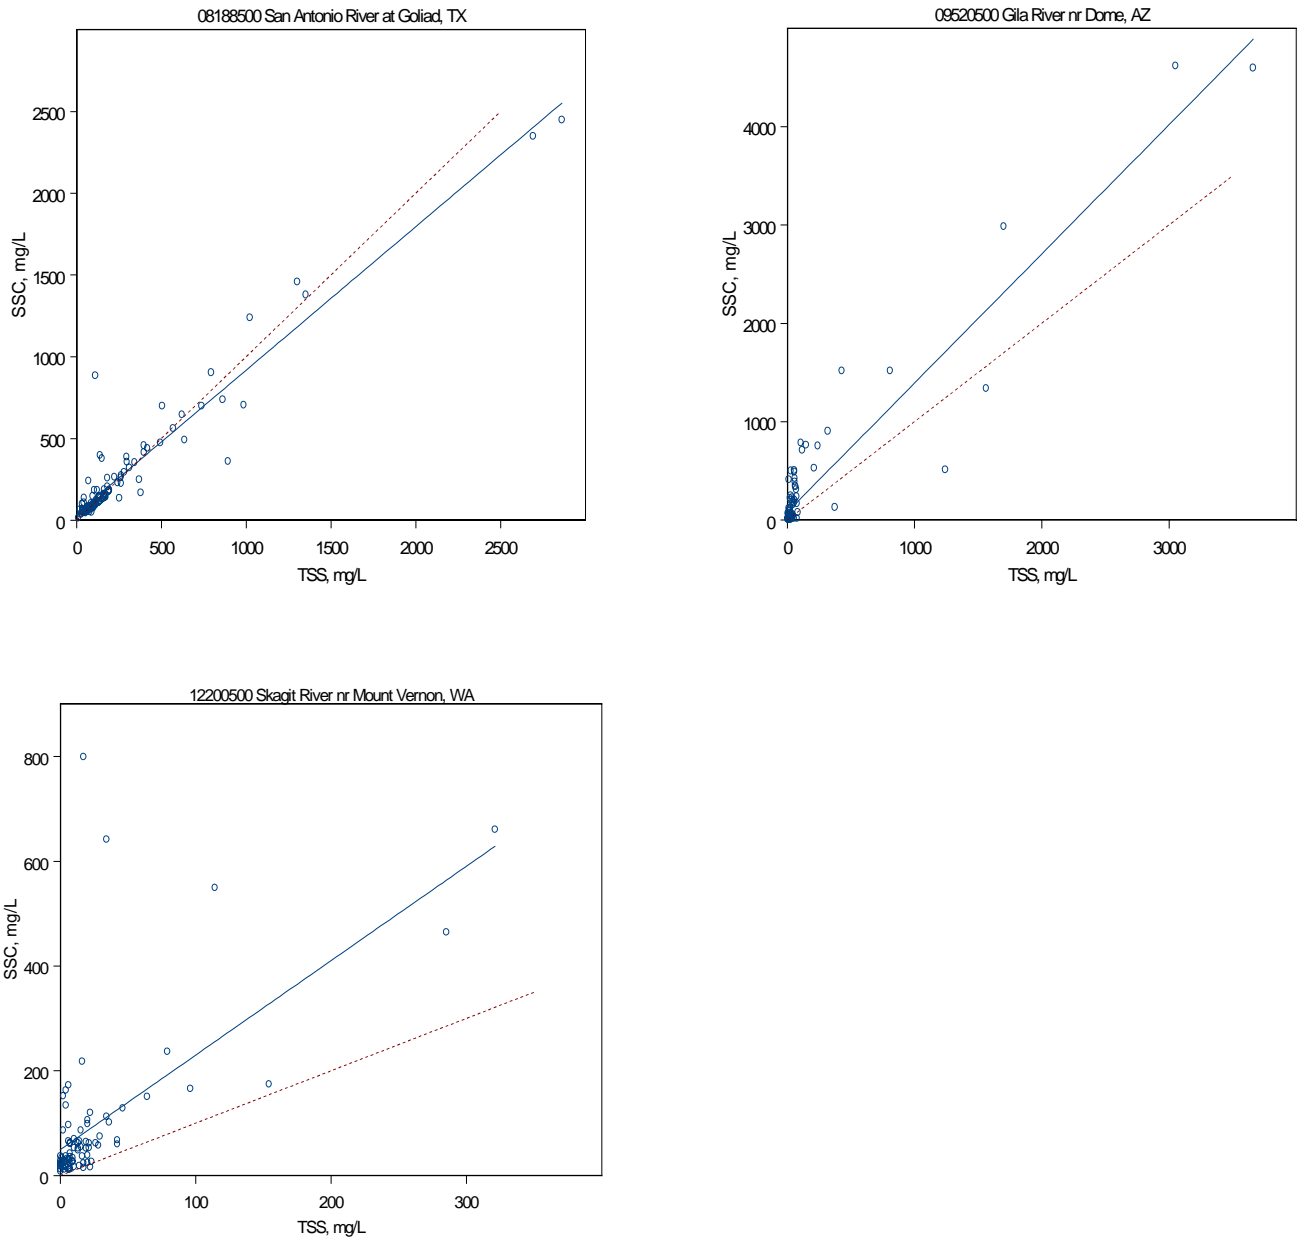 08188500 San Antonio River at Goliad, TX
2500
2000
1500
1000
500
0
SSC, mg/L
0 500 1000 1500 2000 2500
TSS, mg/L
09520500 Gila River nr Dome, AZ
4000
3000
2000
1000
0
SSC, mg/L
0 1000 2000 3000
TSS, mg/L
12200500 Skagit River nr Mount Vernon, WA
800
600
400
200
0
SSC, mg/L
0 100 200 300
TSS, mg/L